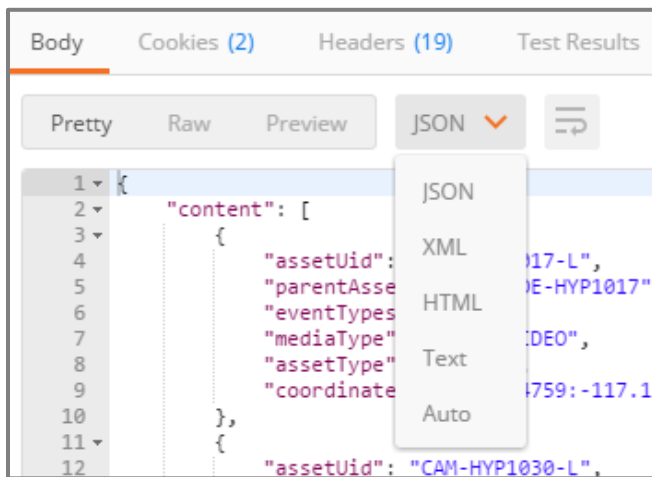 Body Cookies (2) Headers (19) Test Results
Pretty Raw Preview JSON
JSON
XML
HTML
Text
Auto
1 {
2 "content": [
3 {
4 "assetUid": 017-L",
5 "parentAsse DE-HYP1017"
6 "eventTypes
7 "mediaType" IDEO",
8 "assetType" ,
9 "coordinate 4759:-117.1
10 },
11 {
12 "assetUid": "CAM-HYP1030-L",